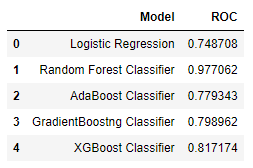 Model ROC
0 Logistic Regression 0.748708
1 Random Forest Classifier 0.977062
2 AdaBoost Classifier 0.779343
3 GradientBoostng Classifier 0.798962
4 XGBoost Classifier 0.817174